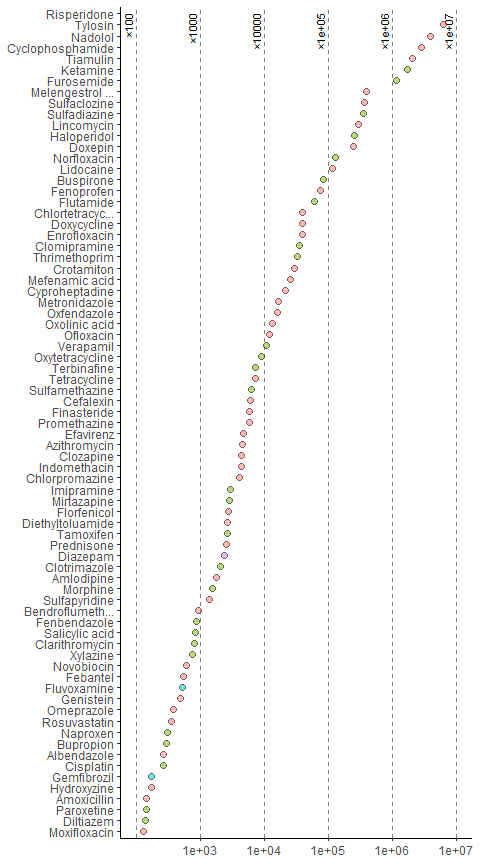 Risperidone
Tylosin
Nadolol
Cyclophosphamide
Tiamulin
Ketamine
Furosemide
Melengestrol ...
Sulfaclozine
Sulfadiazine
Lincomycin
Haloperidol
Doxepin
Norfloxacin
Lidocaine
Buspirone
Fenoprofen
Flutamide
Chlortetracyc...
Doxycycline
Enrofloxacin
Clomipramine
Thrimethoprim
Crotamiton
Mefenamic acid
Cyproheptadine
Metronidazole
Oxfendazole
Oxolinic acid
Ofloxacin
Verapamil
Oxytetracycline
Terbinafine
Tetracycline
Sulfamethazine
Cefalexin
Finasteride
Promethazine
Efavirenz
Azithromycin
Clozapine
Indomethacin
Chlorpromazine
Imipramine
Mirtazapine
Florfenicol
Diethyltoluamide
Tamoxifen
Prednisone
Diazepam
Clotrimazole
Amlodipine
Morphine
Sulfapyridine
Bendroflumeth...
Fenbendazole
Salicylic acid
Clarithromycin
Xylazine
Novobiocin
Febantel
Fluvoxamine
Genistein
Omeprazole
Rosuvastatin
Naproxen
Bupropion
Albendazole
Cisplatin
Gemfibrozil
Hydroxyzine
Amoxicillin
Paroxetine
Diltiazem
Moxifloxacin
×100
×1000
×10000
×1e+05
×1e+06
×1e+07
1e+03
1e+04
1e+05
1e+06
1e+07